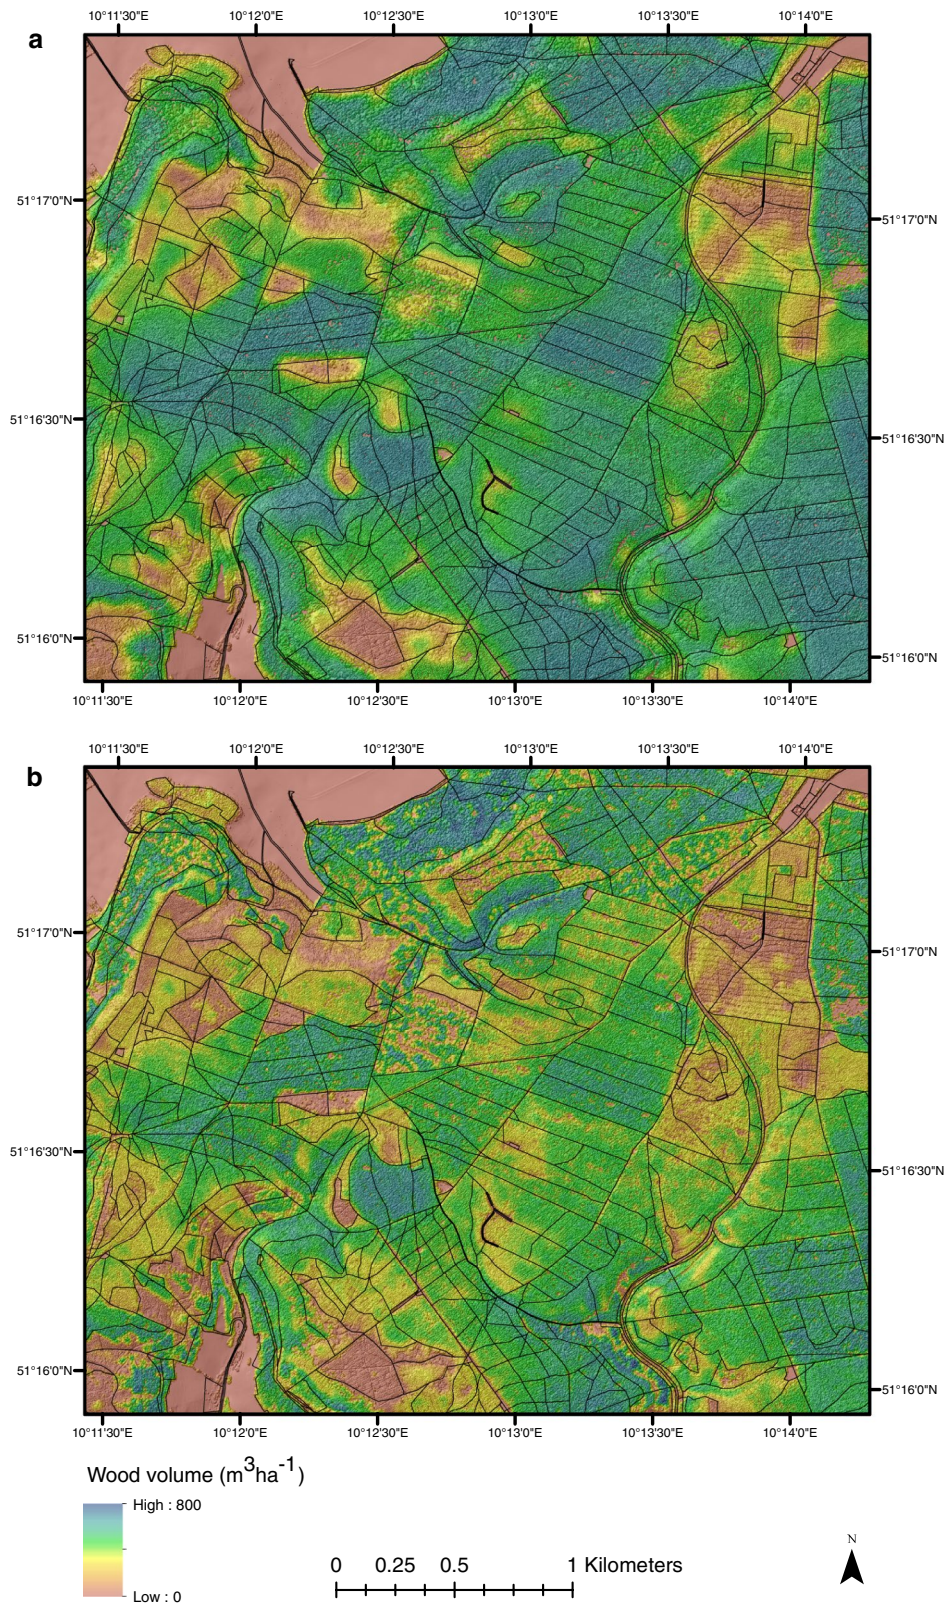 a
10°11'30"E 10°12'0"E 10°12'30"E 10°13'0"E 10°13'30"E 10°14'0"E
51°17'0"N 51°17'0"N
51°16'30"N 51°16'30"N
51°16'0"N 51°16'0"N
10°11'30"E 10°12'0"E 10°12'30"E 10°13'0"E 10°13'30"E 10°14'0"E
b
10°11'30"E 10°12'0"E 10°12'30"E 10°13'0"E 10°13'30"E 10°14'0"E
51°17'0"N 51°17'0"N
51°16'30"N 51°16'30"N
51°16'0"N 51°16'0"N
10°11'30"E 10°12'0"E 10°12'30"E 10°13'0"E 10°13'30"E 10°14'0"E
Wood volume (m³ha⁻¹)
High : 800
Low : 0
0 0.25 0.5 1 Kilometers
N